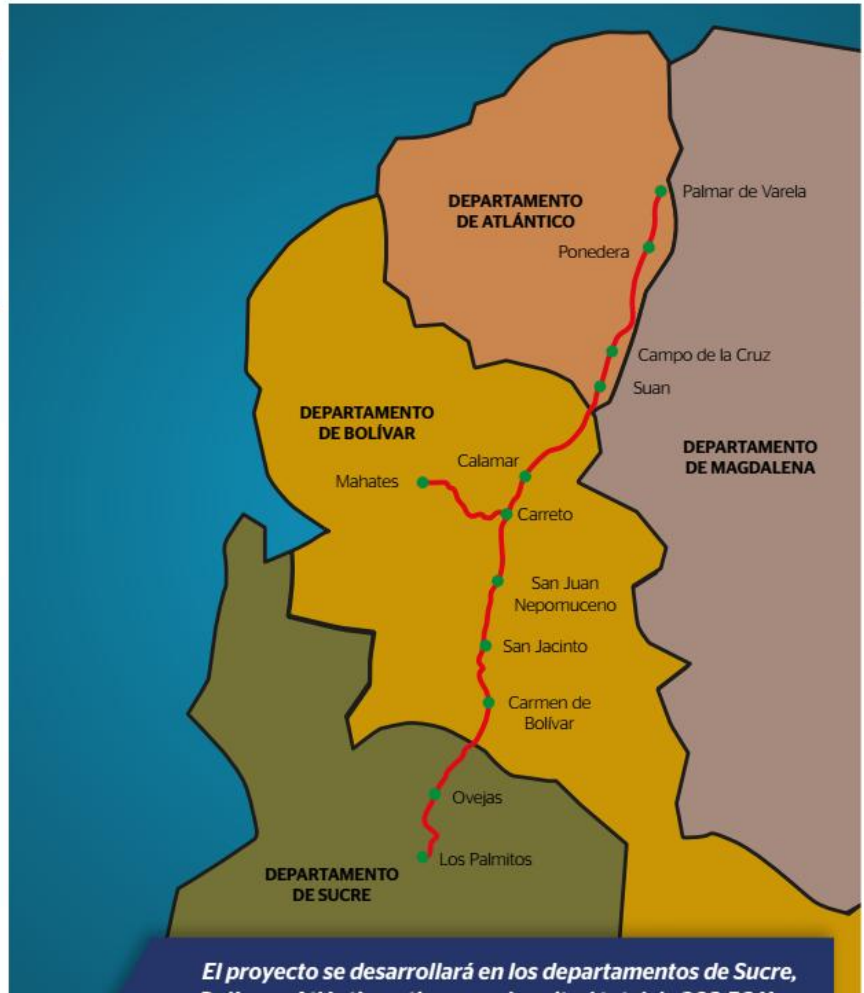 Palmar de Varela
DEPARTAMENTO
DE ATLÁNTICO
Ponedera
Campo de la Cruz
Suan
DEPARTAMENTO
DE BOLÍVAR
DEPARTAMENTO
DE MAGDALENA
Calamar
Mahates
Carreto
San Juan
Nepomuceno
San Jacinto
Carmen de
Bolívar
Ovejas
Los Palmitos
DEPARTAMENTO
DE SUCRE
El proyecto se desarrollará en los departamentos de Sucre,